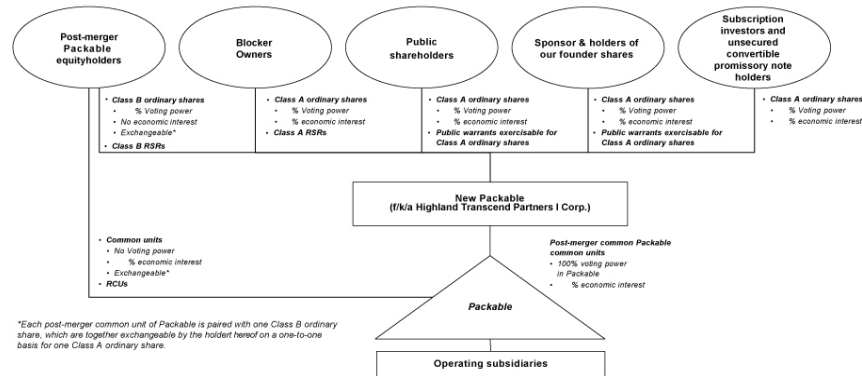 Post-merger
Packable
equityholders
Blocker
Owners
Public
shareholders
Sponsor & holders of
our founder shares
Subscription
investors and
unsecured
convertible
promissory note
holders
• Class B ordinary shares
• % Voting power
• No economic interest
• Exchangeable*
• Class B RSRs
• Class A ordinary shares
• % Voting power
• % economic interest
• Class A RSRs
• Class A ordinary shares
• % Voting power
• % economic interest
• Public warrants exercisable for
Class A ordinary shares
• Class A ordinary shares
• % Voting power
• % economic interest
• Public warrants exercisable for
Class A ordinary shares
• Class A ordinary shares
• % Voting power
• % economic interest
New Packable
(f/k/a Highland Transcend Partners I Corp.)
• Common units
• No Voting power
• % economic interest
• Exchangeable*
• RCUs
Post-merger common Packable
common units
• 100% voting power
in Packable
• % economic interest
Packable
*Each post-merger common unit of Packable is paired with one Class B ordinary
share, which are together exchangeable by the holdert hereof on a one-to-one
basis for one Class A ordinary share.
Operating subsidiaries